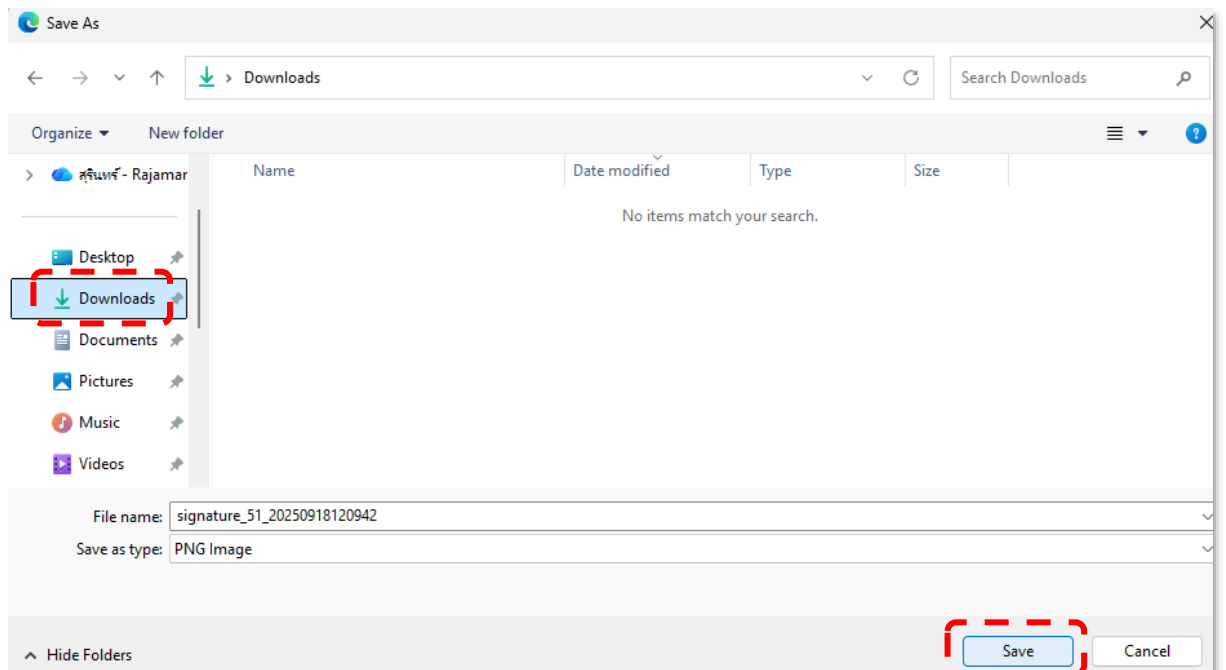 Save As
Downloads
Search Downloads
Organize
New folder
สุรินทร์ - Rajamar
Name
Date modified
Type
Size
No items match your search.
Desktop
Downloads
Documents
Pictures
Music
Videos
File name: signature_51_20250918120942
Save as type: PNG Image
Hide Folders
Save
Cancel